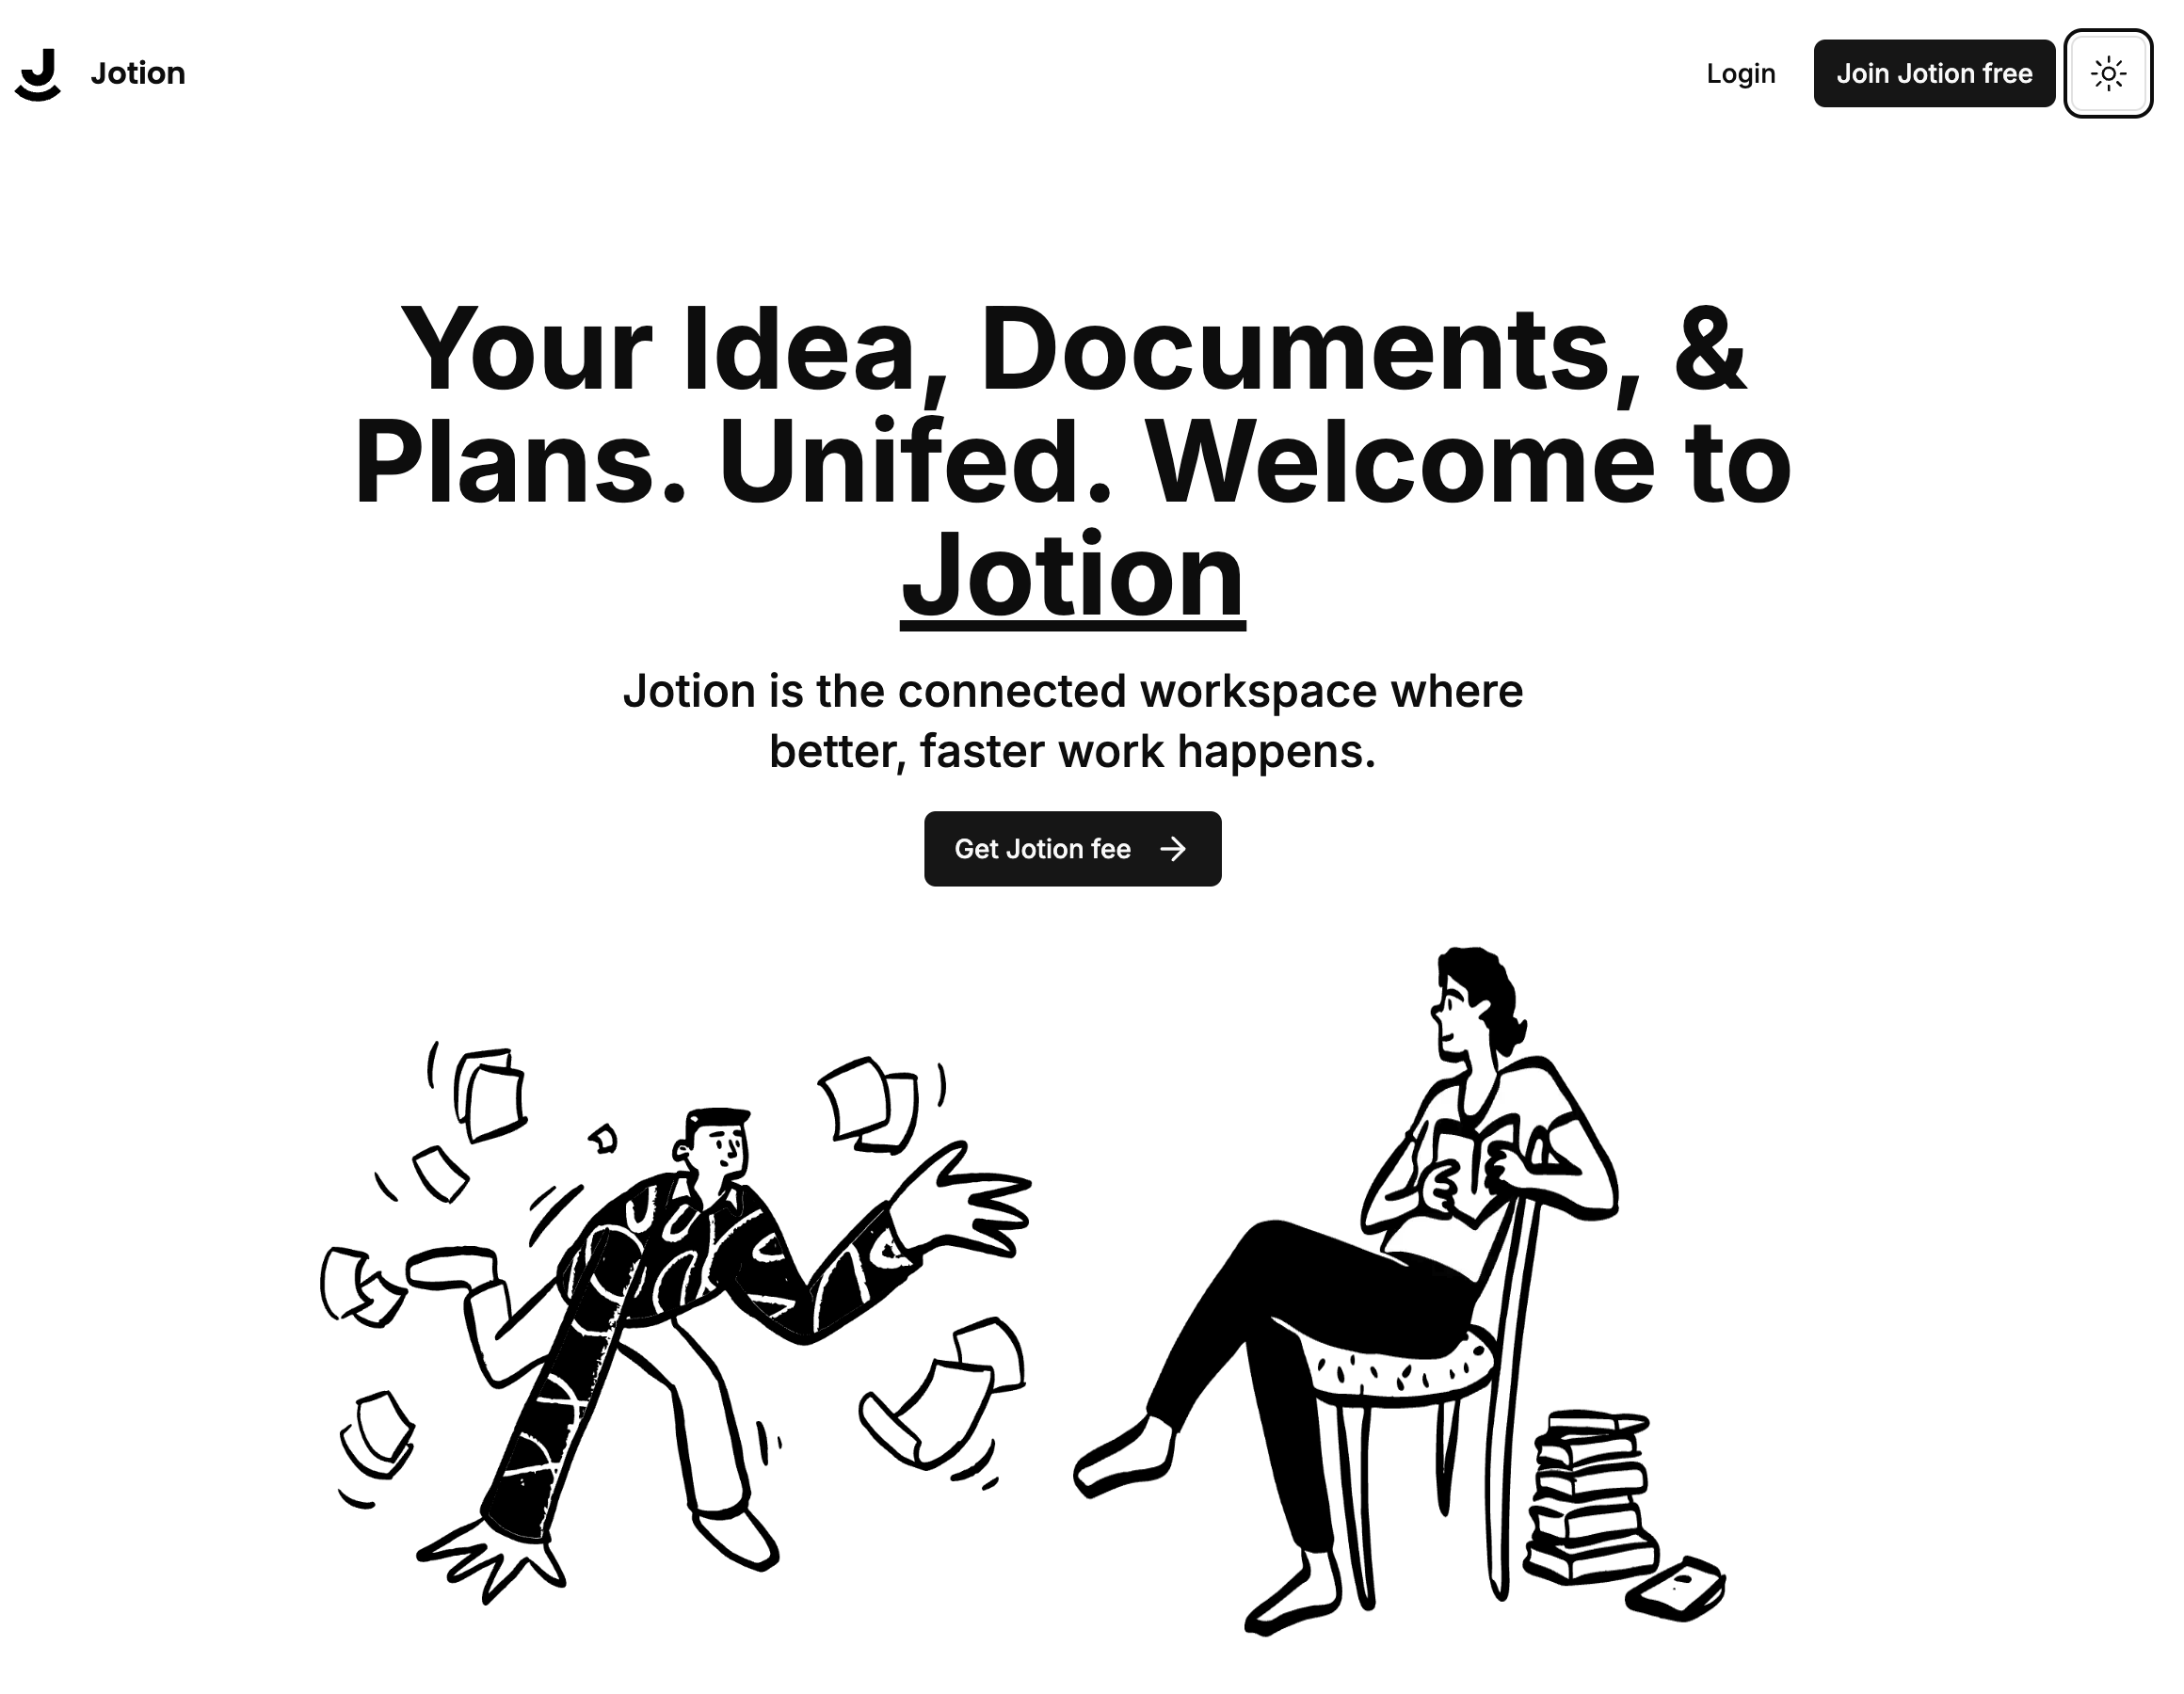 Jotion
Login
Join Jotion free
Your Idea, Documents, &
Plans. Unifed. Welcome to
Jotion
Jotion is the connected workspace where
better, faster work happens.
Get Jotion fee